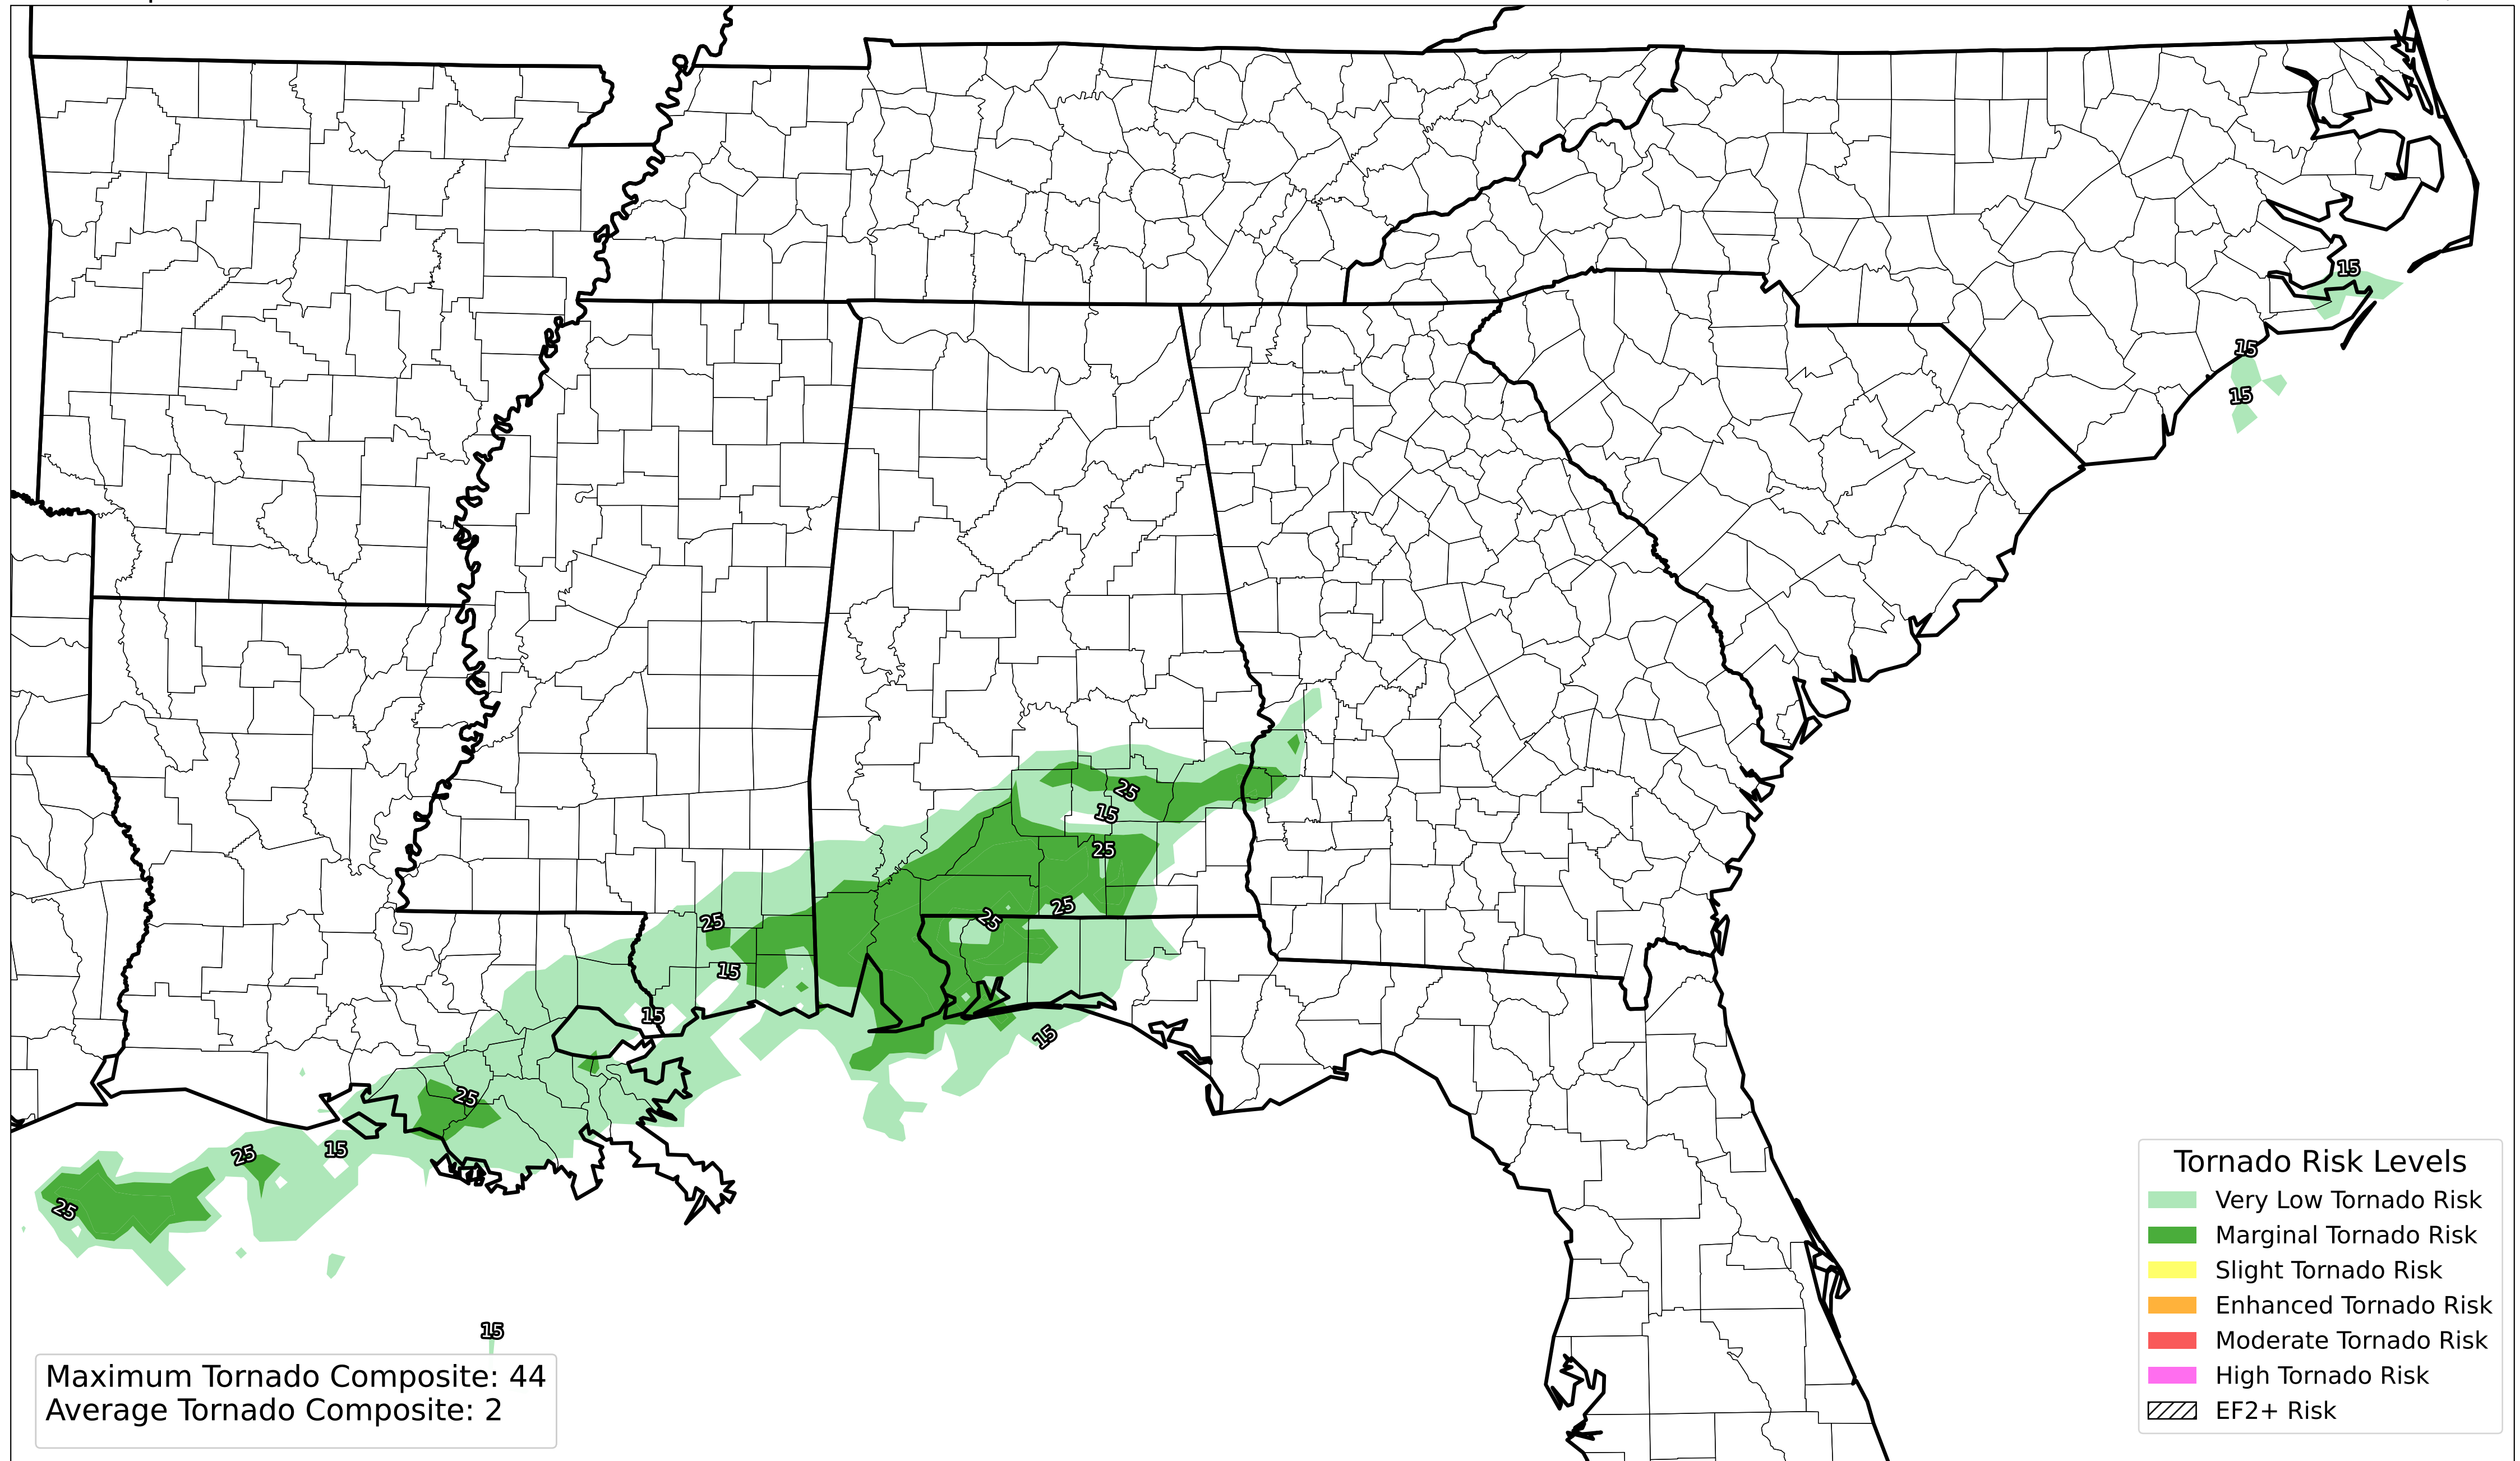 15
15
15
25
15
25
25
25
25
15
15
15
25
25
15
25
15
Tornado Risk Levels
Very Low Tornado Risk
Marginal Tornado Risk
Slight Tornado Risk
Enhanced Tornado Risk
Moderate Tornado Risk
High Tornado Risk
EF2+ Risk
Maximum Tornado Composite: 44
Average Tornado Composite: 2